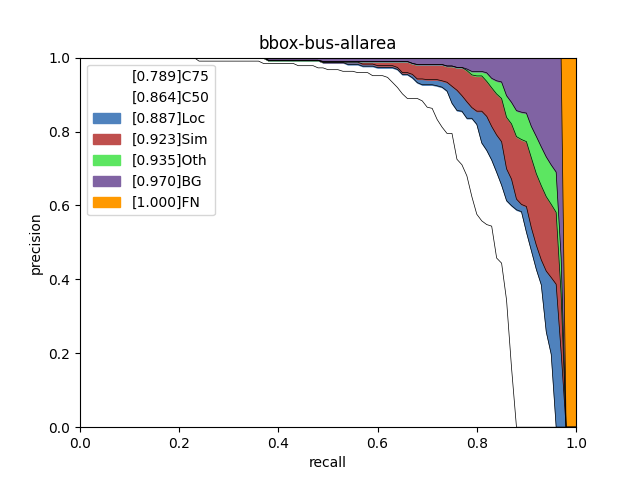 bbox-bus-allarea
1.0
0.8
0.6
0.4
0.2
0.0
precision
[0.789]C75
[0.864]C50
[0.887]Loc
[0.923]Sim
[0.935]Oth
[0.970]BG
[1.000]FN
0.0 0.2 0.4 0.6 0.8 1.0
recall